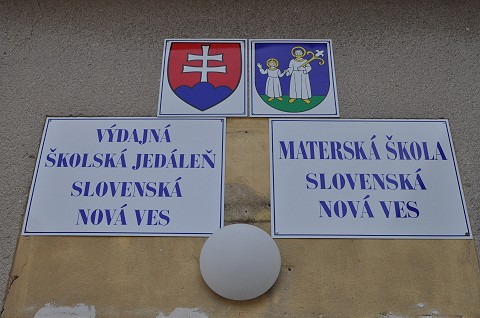 VÝDAJNÁ
ŠKOLSKÁ JEDÁLEŇ
SLOVENSKÁ
NOVÁ VES
MATERSKÁ ŠKOLA
SLOVENSKÁ
NOVÁ VES